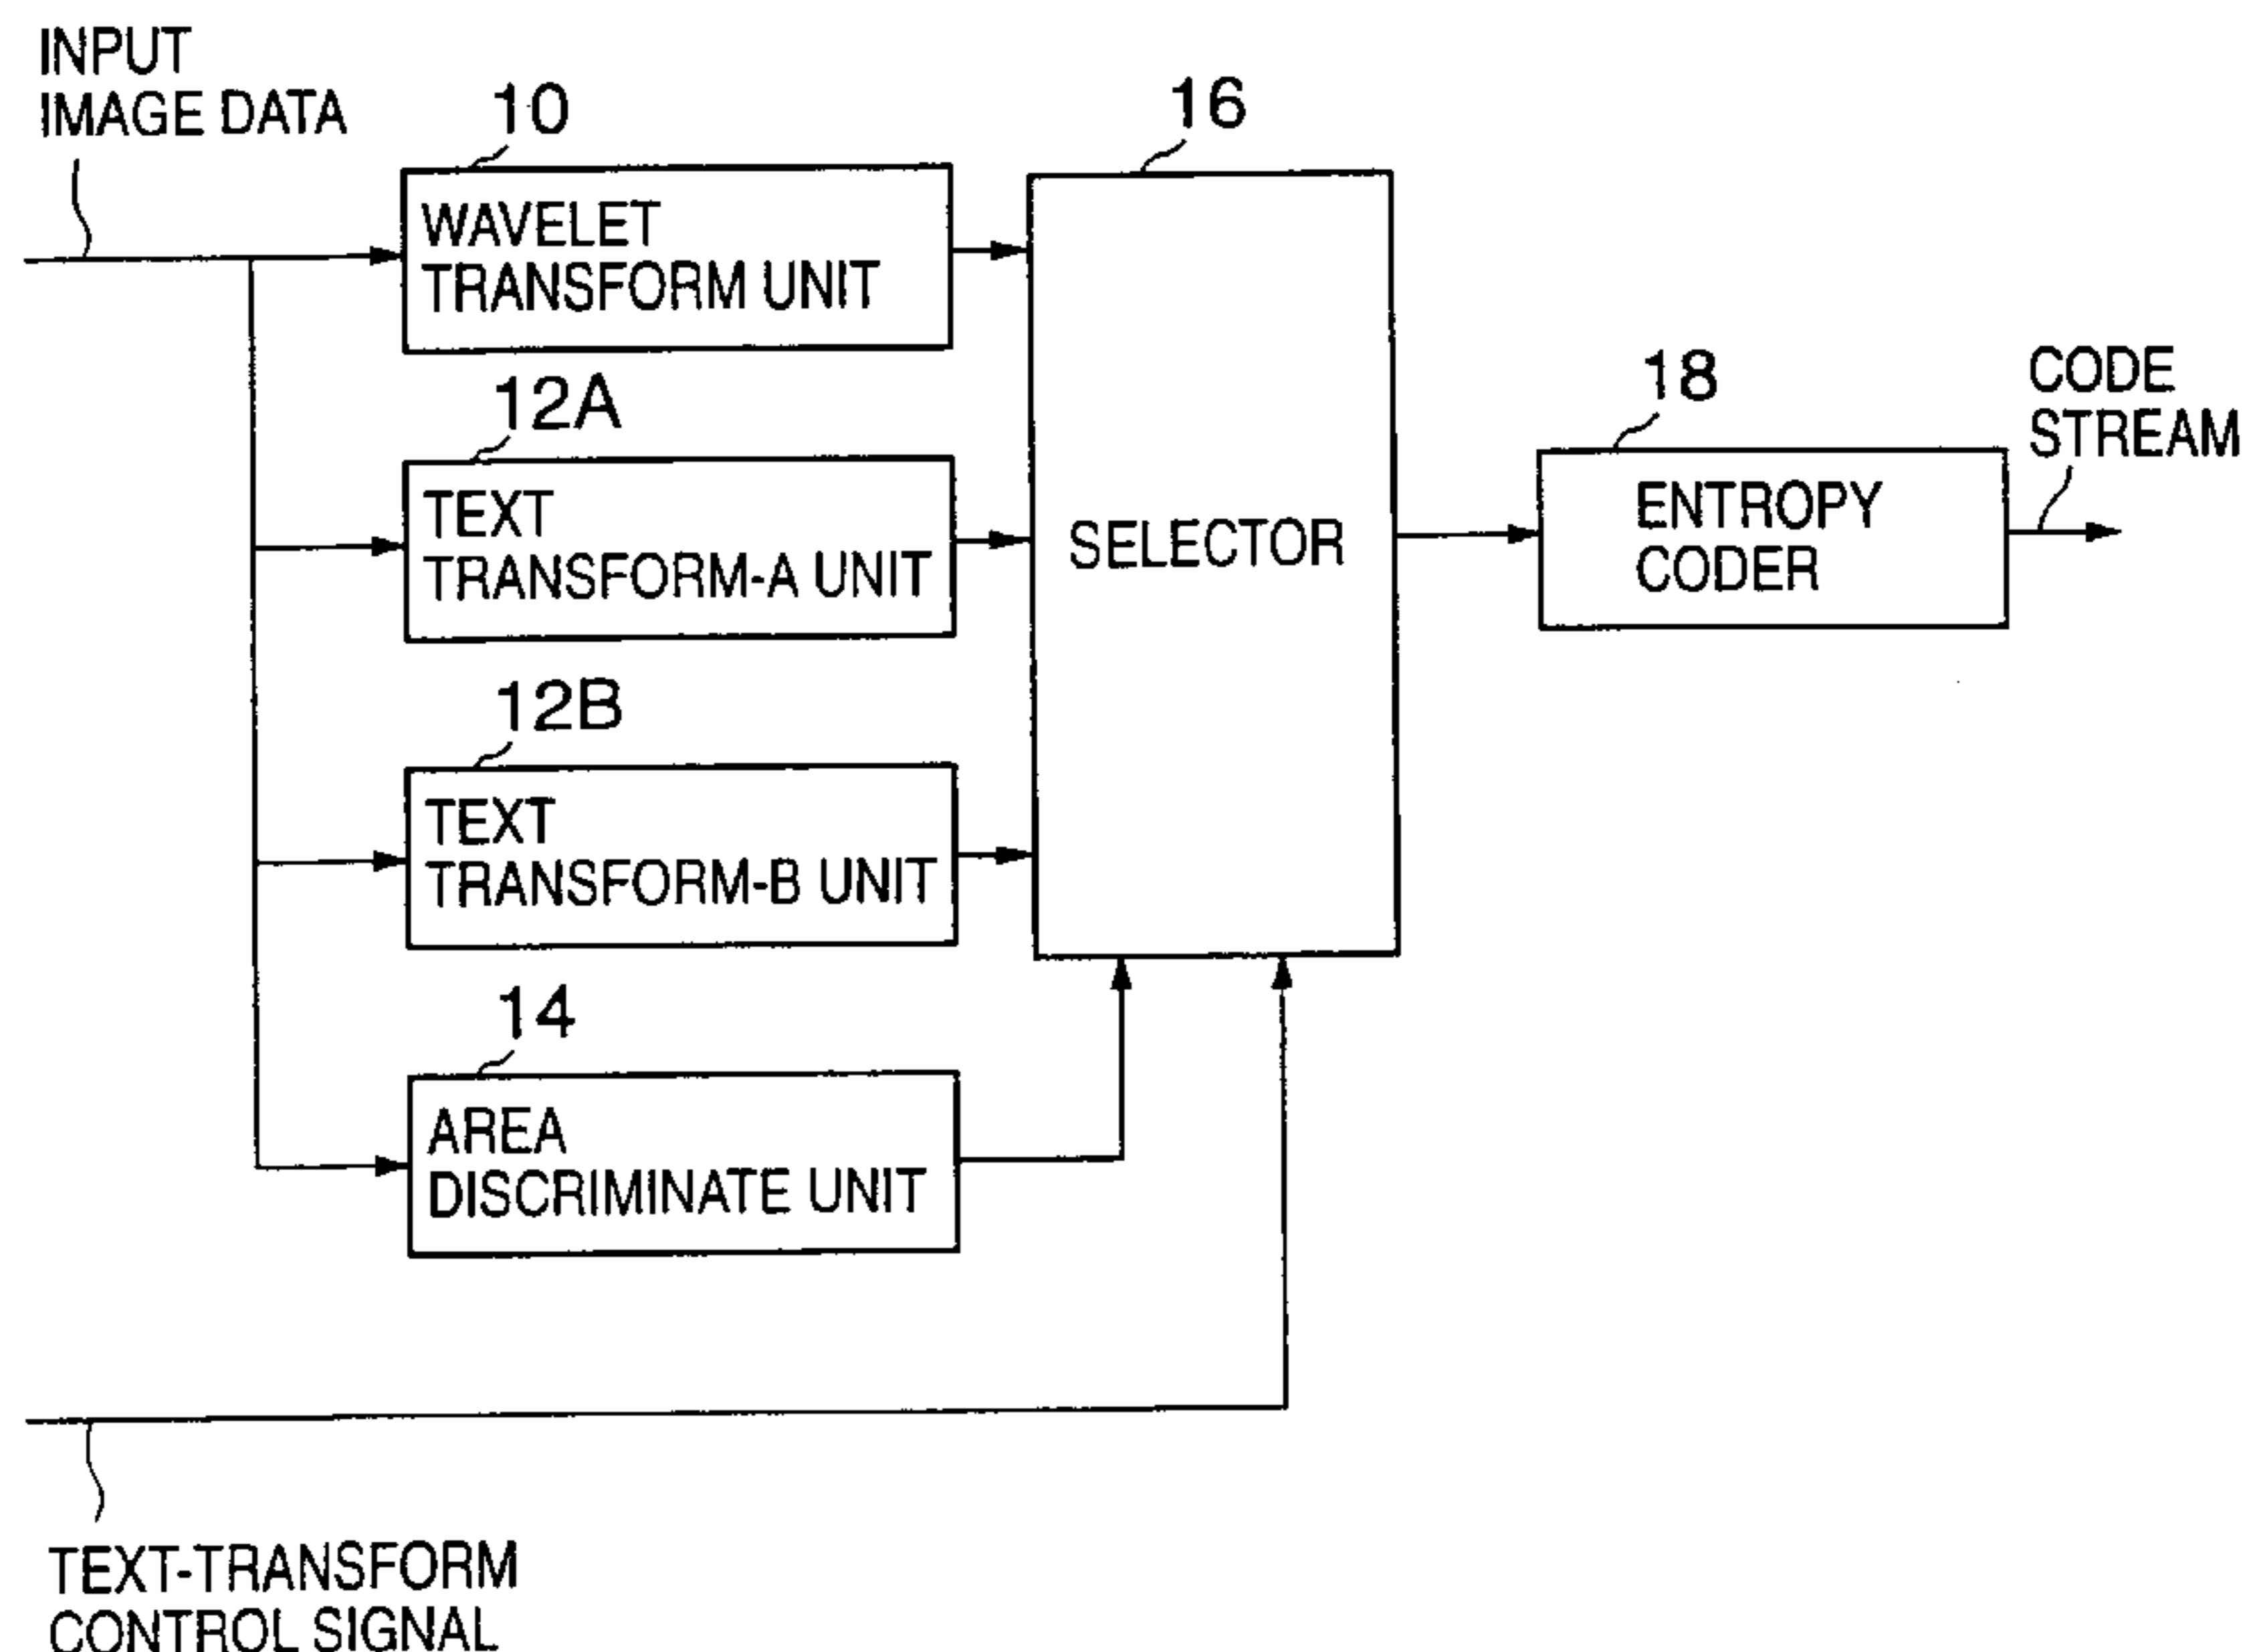 INPUT
IMAGE DATA
10
WAVELET
TRANSFORM UNIT
12A
TEXT
TRANSFORM-A UNIT
12B
TEXT
TRANSFORM-B UNIT
14
AREA
DISCRIMINATE UNIT
16
SELECTOR
18
ENTROPY
CODER
CODE
STREAM
TEXT-TRANSFORM
CONTROL SIGNAL